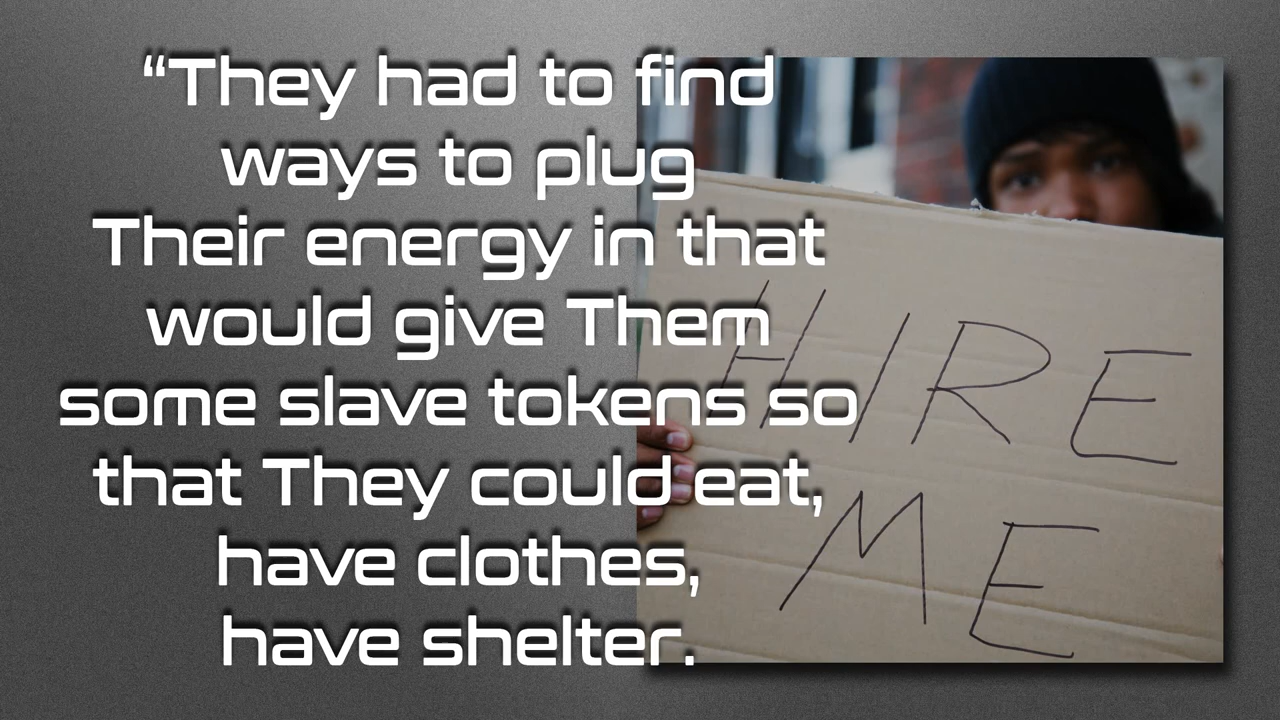 “They had to find
ways to plug
Their energy in that
would give Them
some slave tokens so
that They could eat,
have clothes,
have shelter.
HIRE
ME